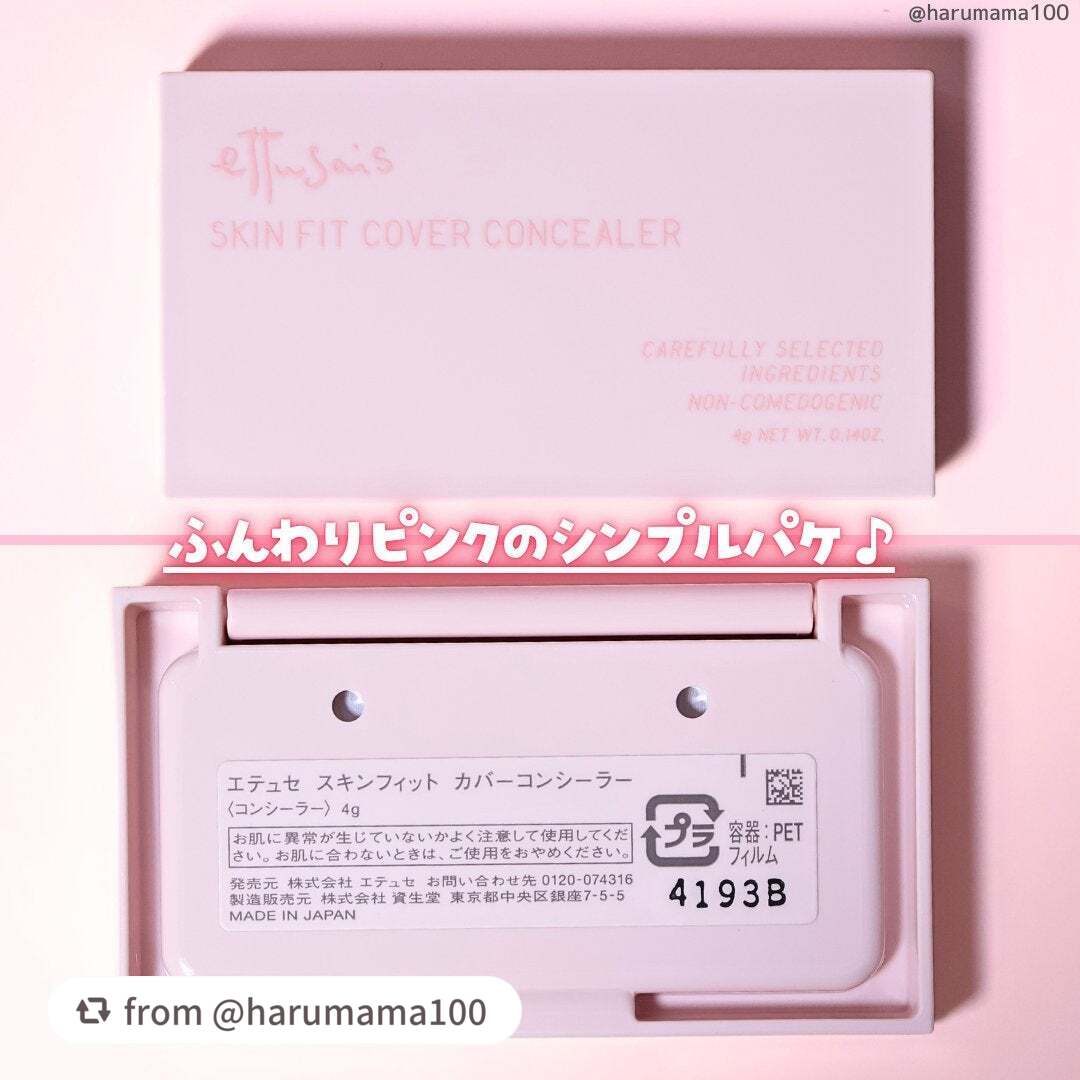 @harumama100
ettusais
SKIN FIT COVER CONCEALER
CAREFULLY SELECTED
INGREDIENTS
NON-COMEDOGENIC
4g NET WT. 0.14OZ.
ふんわりピンクのシンプルパケ♪
エテュセ スキンフィット カバーコンシーラー
〈コンシーラー〉 4g
お肌に異常が生じていないかよく注意して使用してくだ
さい。お肌に合わないときは、ご使用をおやめください。
発売元 株式会社 エテュセ お問い合わせ先 0120-074316
製造販売元 株式会社 資生堂 東京都中央区銀座7-5-5
MADE IN JAPAN
プラ
容器：PET
フィルム
4193B
from @harumama100